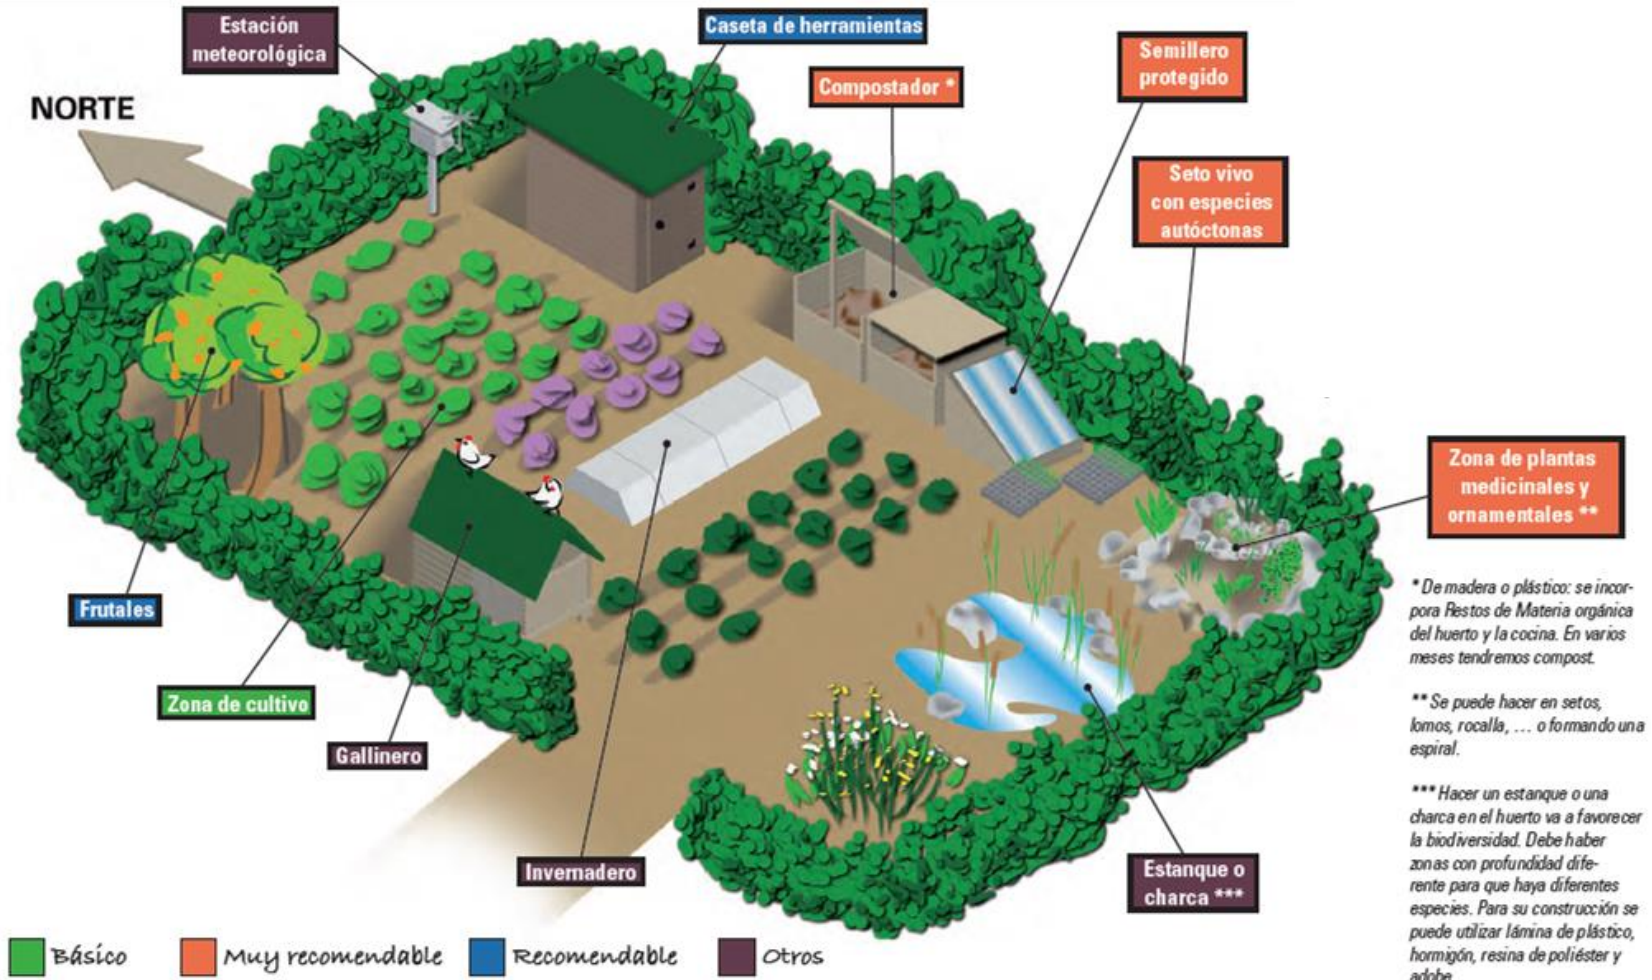 Estación
meteorológica
Caseta de herramientas
Semillero
protegido
Compostador *
NORTE
Seto vivo
con especies
autóctonas
Zona de plantas
medicinales y
ornamentales **
* De madera o plástico: se incor-
pora Restos de Materia orgánica
del huerto y la cocina. En varios
meses tendremos compost.
Frutales
Zona de cultivo
** Se puede hacer en setos,
lomos, rocalla, ... o formando una
espiral.
Gallinero
*** Hacer un estanque o una
charca en el huerto va a favorecer
la biodiversidad. Debe haber
zonas con profundidad dife-
rente para que haya diferentes
especies. Para su construcción se
puede utilizar lámina de plástico,
hormigón, resina de poliéster y
adobe
Invernadero
Estanque o
charca ***
Básico
Muy recomendable
Recomendable
Otros